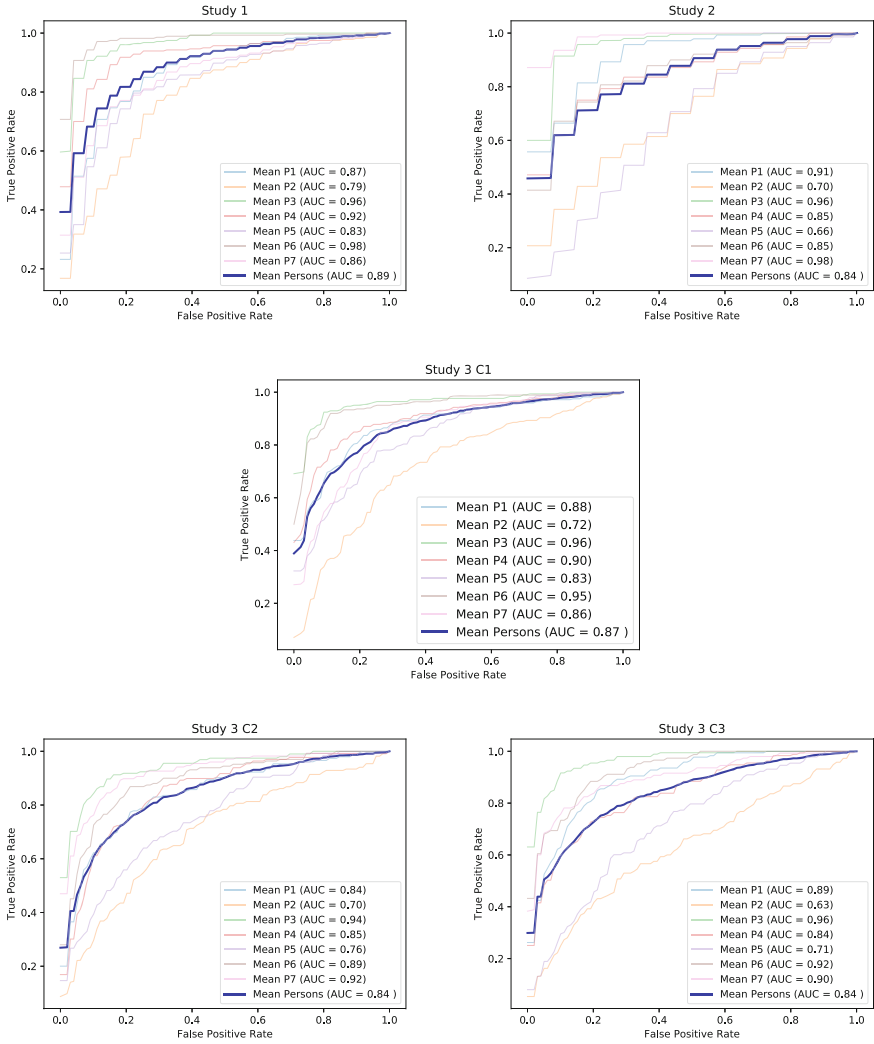 Study 1
1.0
0.8
0.6
0.4
0.2
True Positive Rate
Mean P1 (AUC = 0.87)
Mean P2 (AUC = 0.79)
Mean P3 (AUC = 0.96)
Mean P4 (AUC = 0.92)
Mean P5 (AUC = 0.83)
Mean P6 (AUC = 0.98)
Mean P7 (AUC = 0.86)
Mean Persons (AUC = 0.89 )
0.0 0.2 0.4 0.6 0.8 1.0
False Positive Rate
Study 2
1.0
0.8
0.6
0.4
0.2
True Positive Rate
Mean P1 (AUC = 0.91)
Mean P2 (AUC = 0.70)
Mean P3 (AUC = 0.96)
Mean P4 (AUC = 0.85)
Mean P5 (AUC = 0.66)
Mean P6 (AUC = 0.85)
Mean P7 (AUC = 0.98)
Mean Persons (AUC = 0.84 )
0.0 0.2 0.4 0.6 0.8 1.0
False Positive Rate
Study 3 C1
1.0
0.8
0.6
0.4
0.2
True Positive Rate
Mean P1 (AUC = 0.88)
Mean P2 (AUC = 0.72)
Mean P3 (AUC = 0.96)
Mean P4 (AUC = 0.90)
Mean P5 (AUC = 0.83)
Mean P6 (AUC = 0.95)
Mean P7 (AUC = 0.86)
Mean Persons (AUC = 0.87 )
0.0 0.2 0.4 0.6 0.8 1.0
False Positive Rate
Study 3 C2
1.0
0.8
0.6
0.4
0.2
True Positive Rate
Mean P1 (AUC = 0.84)
Mean P2 (AUC = 0.70)
Mean P3 (AUC = 0.94)
Mean P4 (AUC = 0.85)
Mean P5 (AUC = 0.76)
Mean P6 (AUC = 0.89)
Mean P7 (AUC = 0.92)
Mean Persons (AUC = 0.84 )
0.0 0.2 0.4 0.6 0.8 1.0
False Positive Rate
Study 3 C3
1.0
0.8
0.6
0.4
0.2
True Positive Rate
Mean P1 (AUC = 0.89)
Mean P2 (AUC = 0.63)
Mean P3 (AUC = 0.96)
Mean P4 (AUC = 0.84)
Mean P5 (AUC = 0.71)
Mean P6 (AUC = 0.92)
Mean P7 (AUC = 0.90)
Mean Persons (AUC = 0.84 )
0.0 0.2 0.4 0.6 0.8 1.0
False Positive Rate